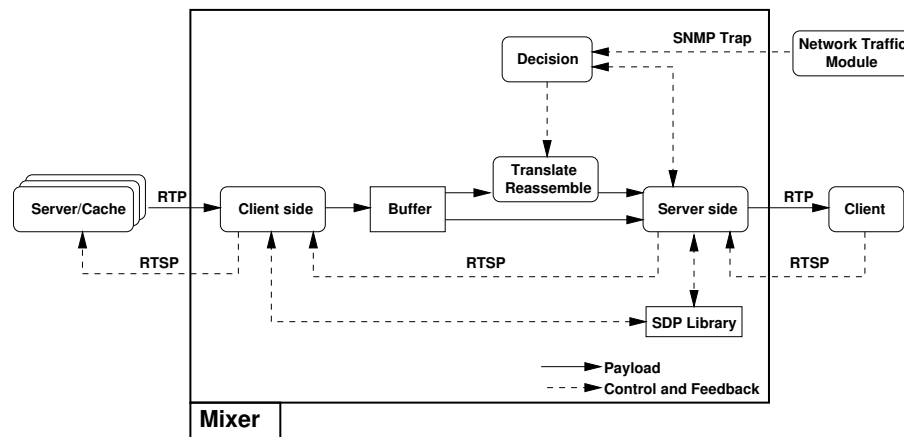 SNMP Trap
Network Traffic
Module
Decision
Translate
Reassemble
Server/Cache
RTP
Client side
Buffer
Server side
RTP
Client
RTSP
RTSP
RTSP
SDP Library
Payload
Control and Feedback
Mixer